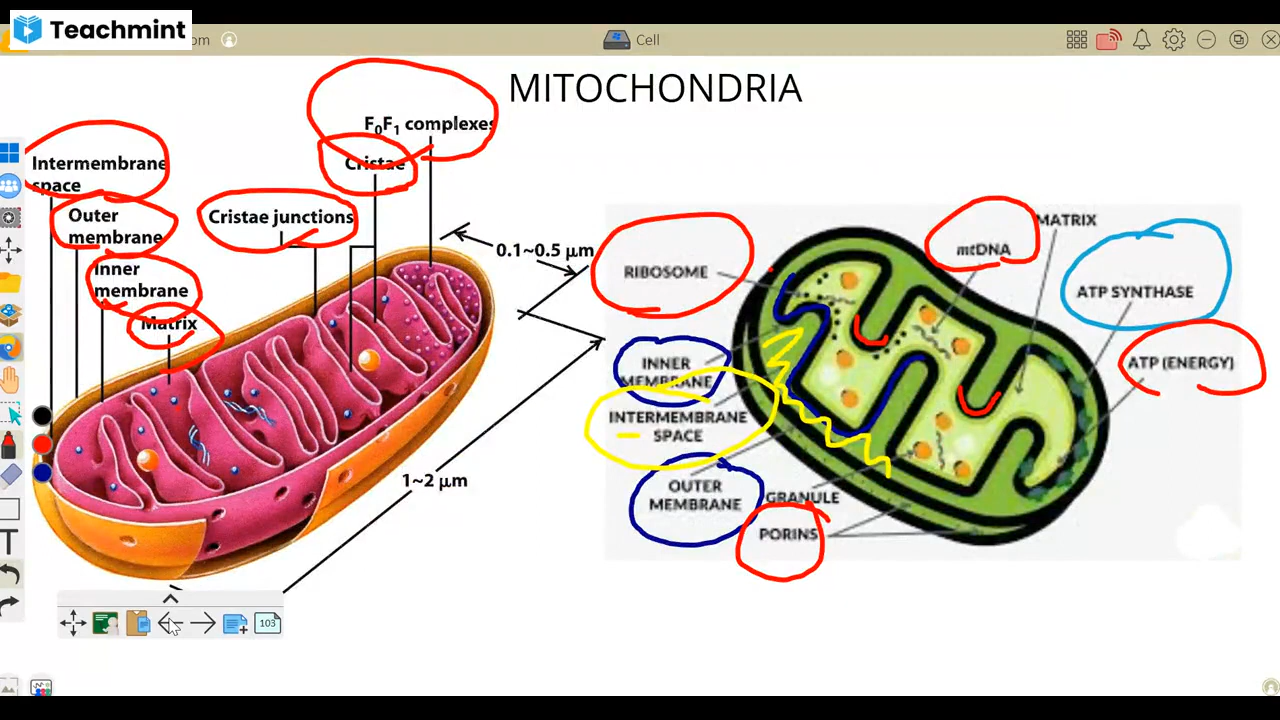 Teachmint
om
Cell
MITOCHONDRIA
F₀F₁ complexes
Cristae
Intermembrane
space
Outer
membrane
Cristae junctions
Inner
membrane
Matrix
0.1~0.5 μm
1~2 μm
RIBOSOME
mtDNA
MATRIX
ATP SYNTHASE
ATP (ENERGY)
INNER
MEMBRANE
INTERMEMBRANE
SPACE
OUTER
MEMBRANE
GRANULE
PORINS
T
103